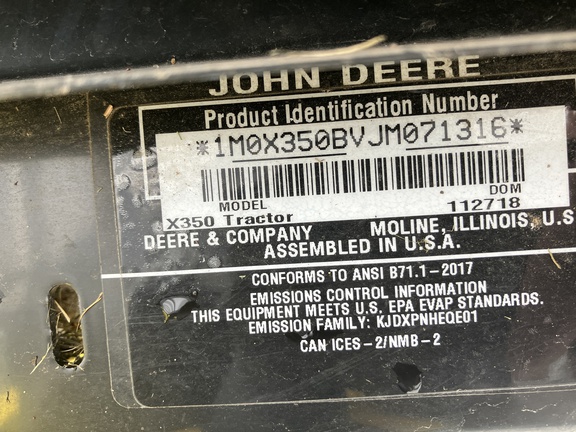 JOHN DEERE
Product Identification Number
*1M0X350BVJM071316*
MODEL DOM
X350 Tractor 112718
DEERE & COMPANY MOLINE, ILLINOIS, U.S
ASSEMBLED IN U.S.A.
CONFORMS TO ANSI B71.1-2017
EMISSIONS CONTROL INFORMATION
THIS EQUIPMENT MEETS U.S. EPA EVAP STANDARDS.
EMISSION FAMILY: KJDXPNHEQE01
CAN ICES-2/NMB-2